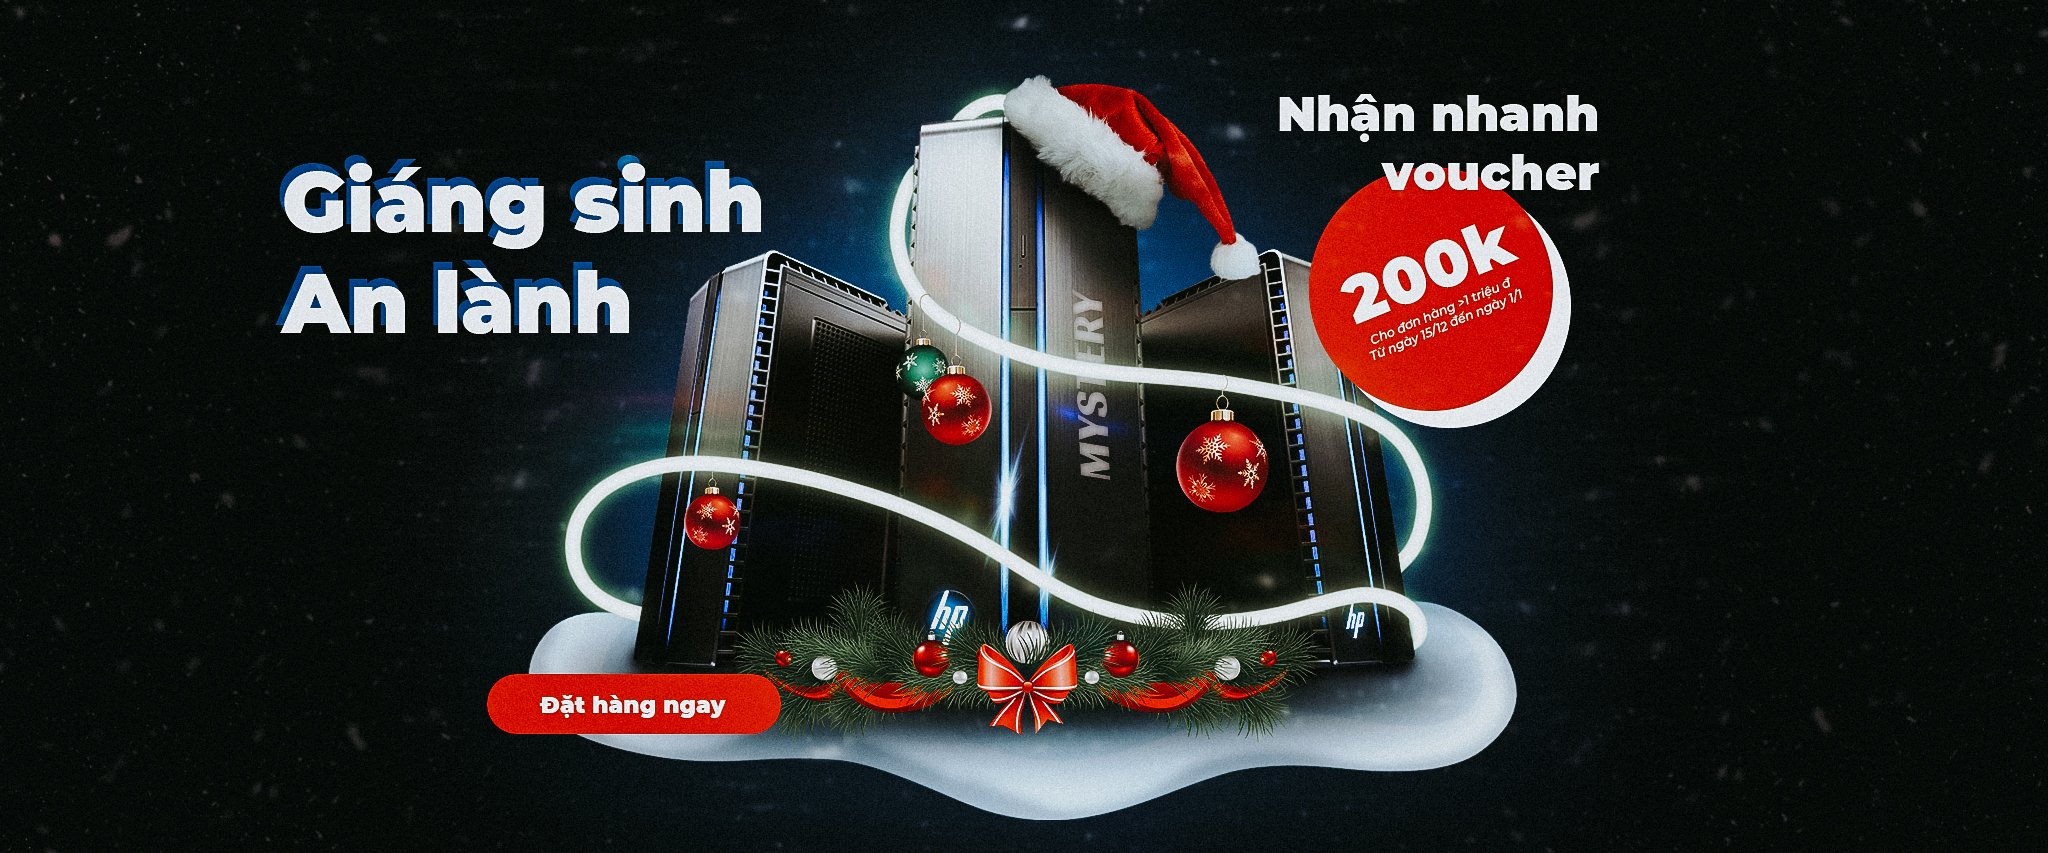 Giáng sinh
An lành
Nhận nhanh
voucher
200k
Cho đơn hàng >1 triệu đ
Từ ngày 15/12 đến ngày 1/1
MYSTERY
hp
hp
Đặt hàng ngay